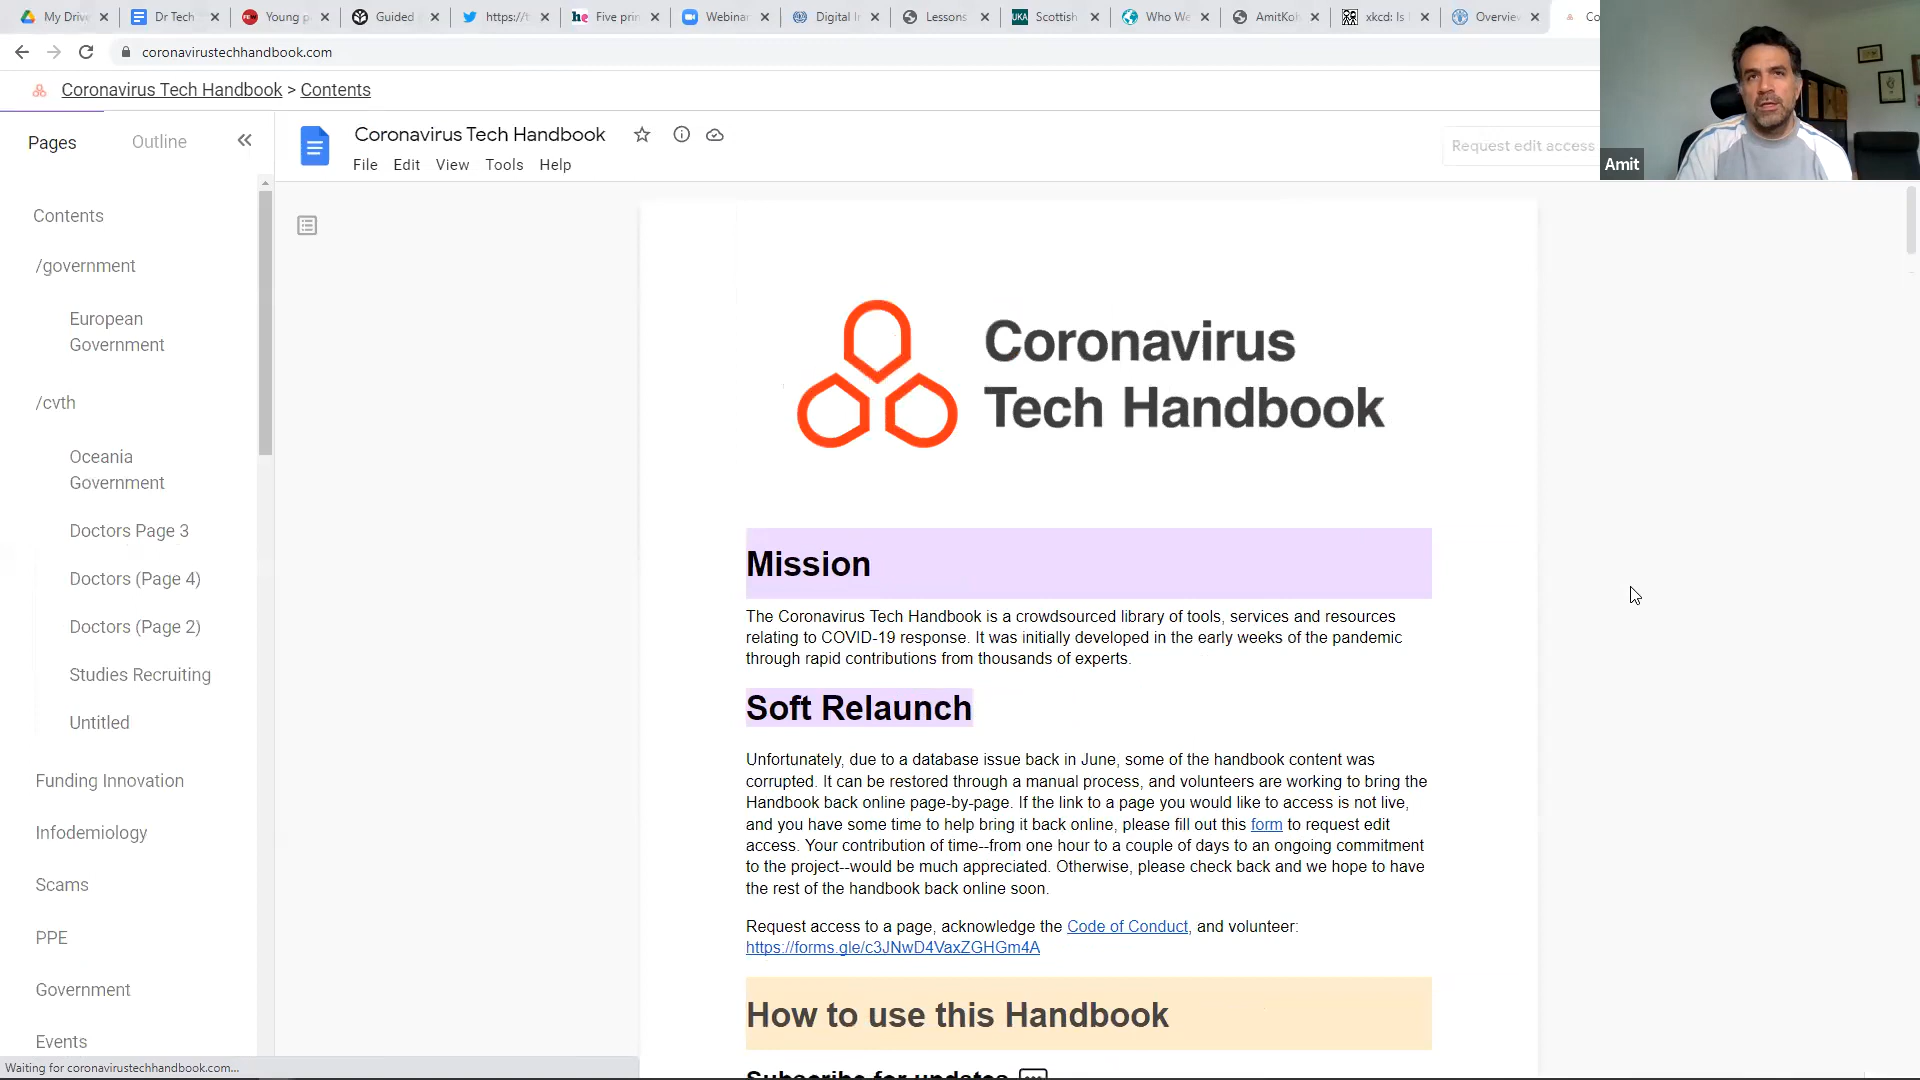 My Drive
Dr Tech
Young p
Guided
https://t
Five prin
Webinar
Digital In
Lessons
UKA Scottish
Who We
AmitKoh
xkcd: Is
Overview
Co
coronavirustechhandbook.com
Coronavirus Tech Handbook > Contents
Pages
Outline
Coronavirus Tech Handbook
File Edit View Tools Help
Request edit access
Amit
Contents
/government
European
Government
/cvth
Oceania
Government
Doctors Page 3
Doctors (Page 4)
Doctors (Page 2)
Studies Recruiting
Untitled
Funding Innovation
Infodemiology
Scams
PPE
Government
Events
Coronavirus
Tech Handbook
Mission
The Coronavirus Tech Handbook is a crowdsourced library of tools, services and resources
relating to COVID-19 response. It was initially developed in the early weeks of the pandemic
through rapid contributions from thousands of experts.
Soft Relaunch
Unfortunately, due to a database issue back in June, some of the handbook content was
corrupted. It can be restored through a manual process, and volunteers are working to bring the
Handbook back online page-by-page. If the link to a page you would like to access is not live,
and you have some time to help bring it back online, please fill out this form to request edit
access. Your contribution of time--from one hour to a couple of days to an ongoing commitment
to the project--would be much appreciated. Otherwise, please check back and we hope to have
the rest of the handbook back online soon.
Request access to a page, acknowledge the Code of Conduct, and volunteer:
https://forms.gle/c3JNwD4VaxZGHGm4A
How to use this Handbook
Subscribe for updates
Waiting for coronavirustechhandbook.com...